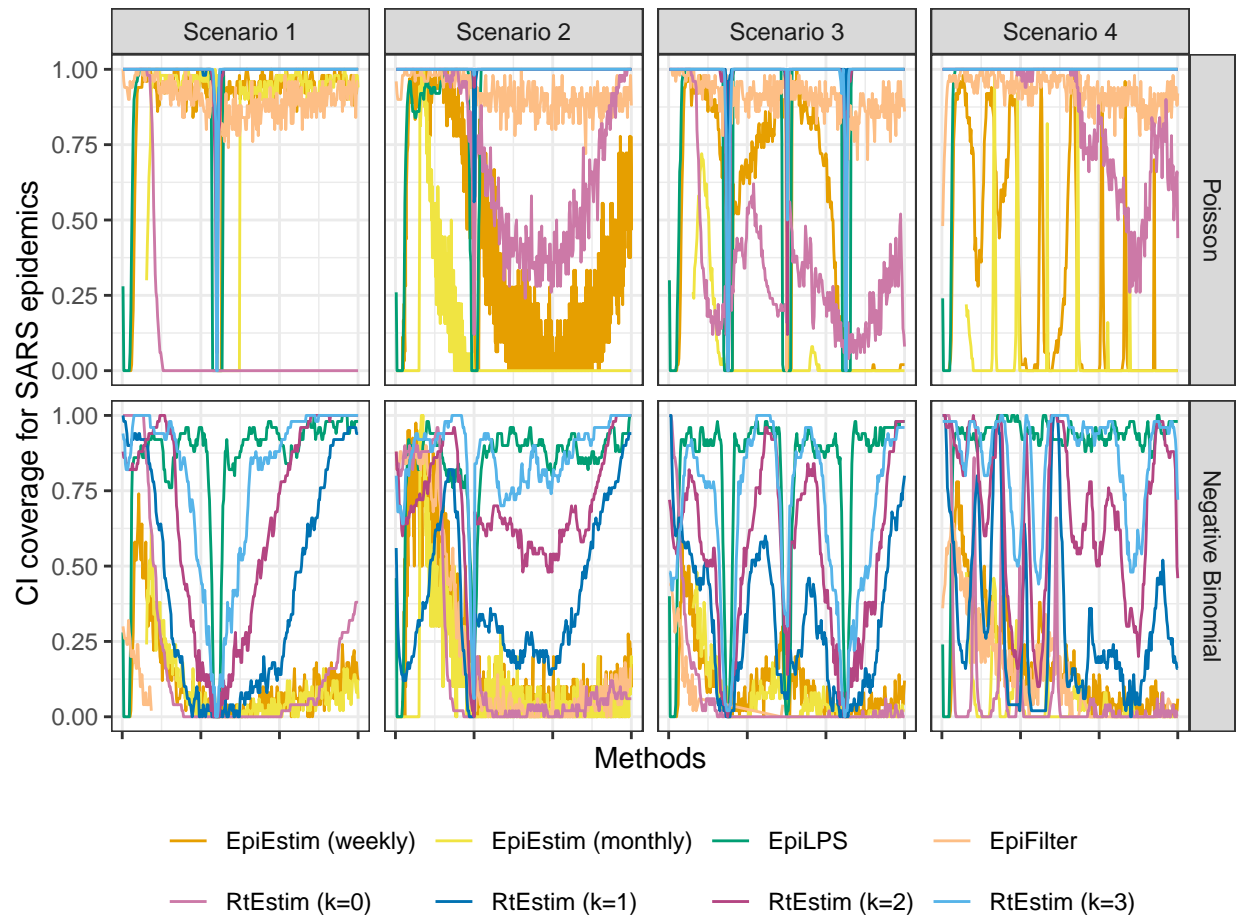 Scenario 1 Scenario 2 Scenario 3 Scenario 4
CI coverage for SARS epidemics
1.00
0.75
0.50
0.25
0.00
Poisson
1.00
0.75
0.50
0.25
0.00
Negative Binomial
Methods
EpiEstim (weekly) EpiEstim (monthly) EpiLPS EpiFilter
RtEstim (k=0) RtEstim (k=1) RtEstim (k=2) RtEstim (k=3)